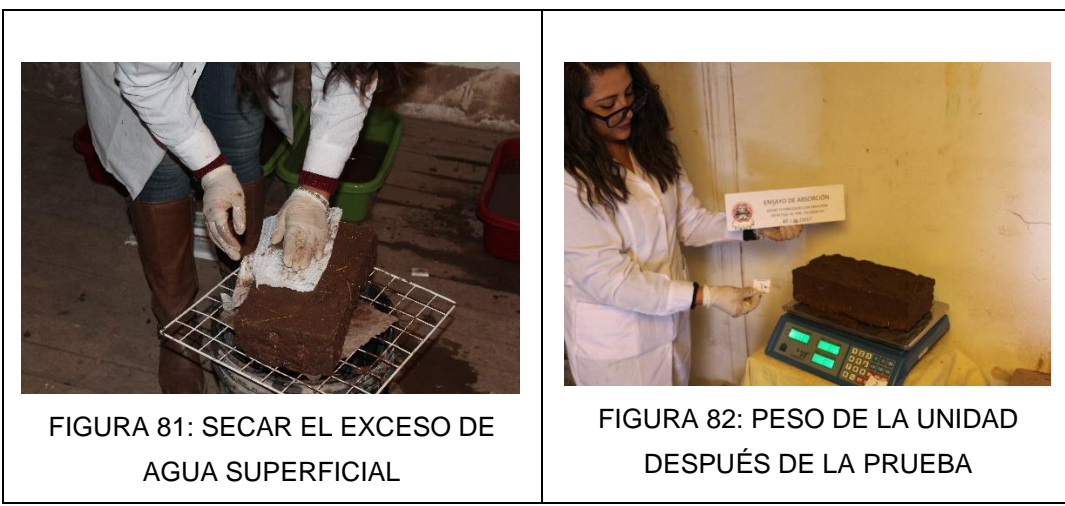 FIGURA 81: SECAR EL EXCESO DE
AGUA SUPERFICIAL
ENSAYO DE ABSORCIÓN
FIGURA 82: PESO DE LA UNIDAD
DESPUÉS DE LA PRUEBA